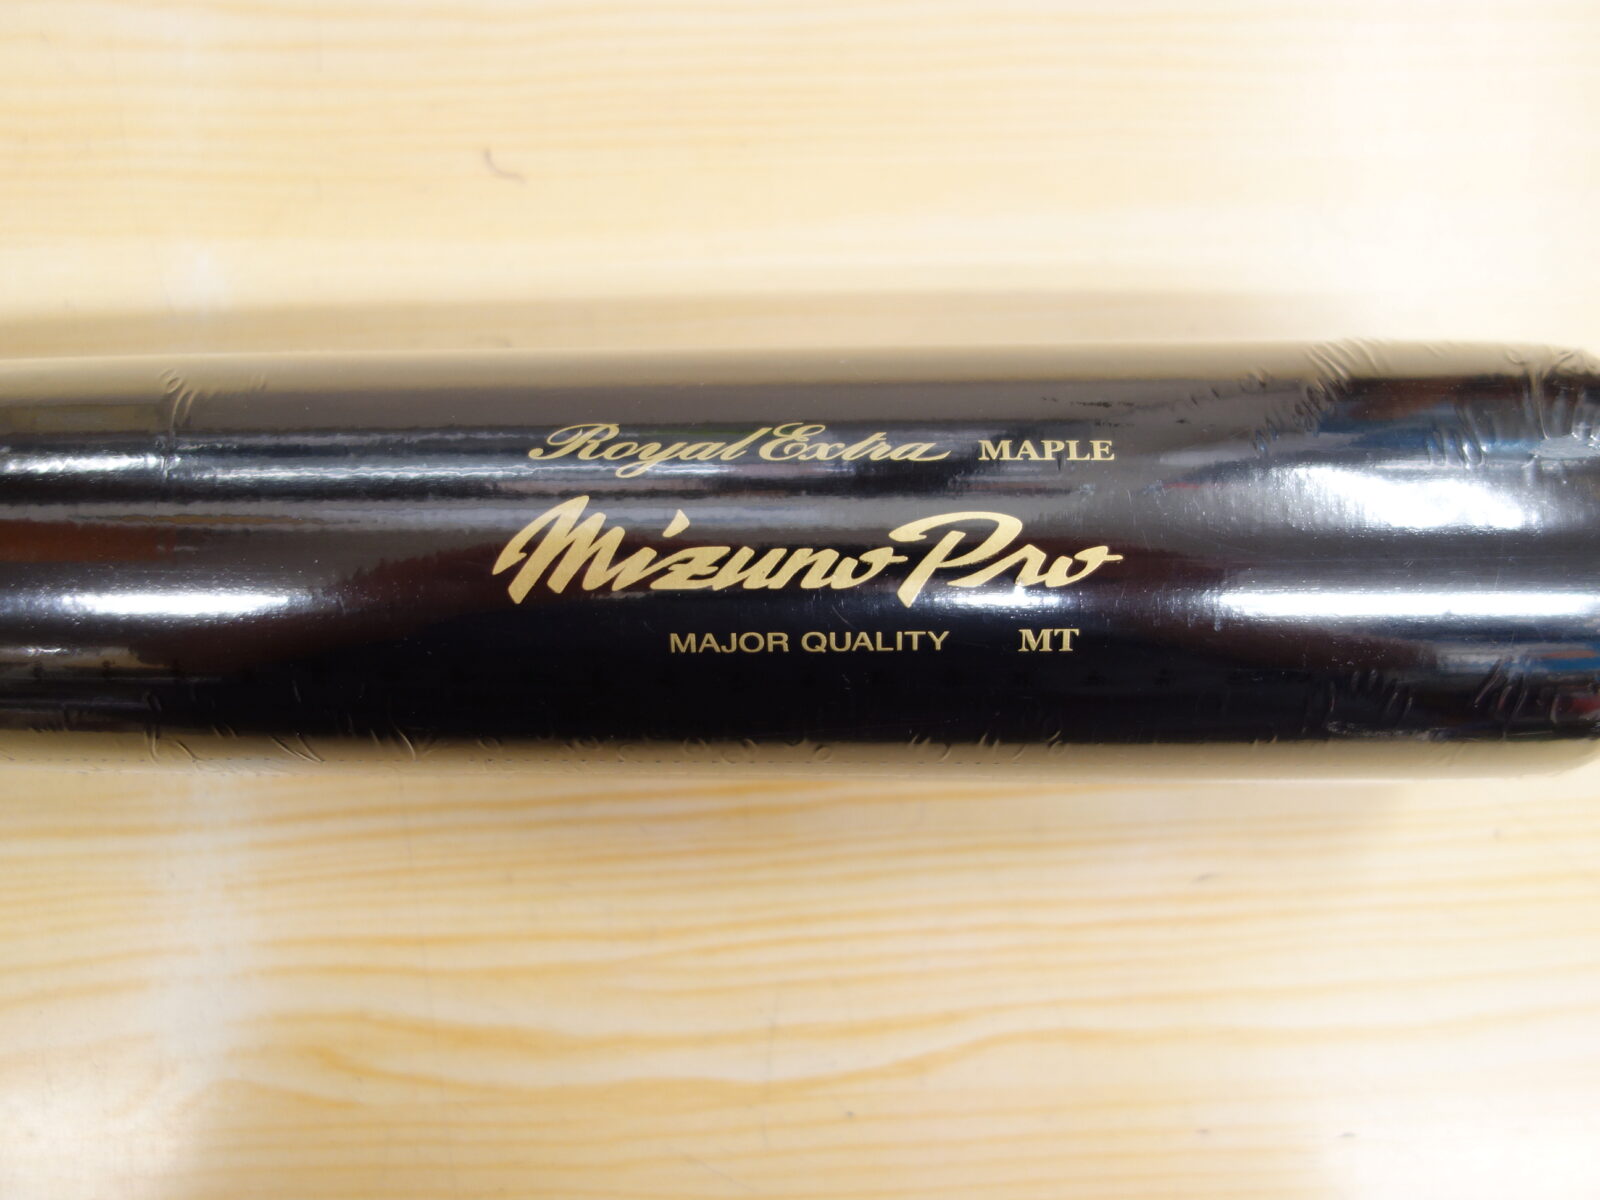 Royal Extra MAPLE
Mizuno Pro
MAJOR QUALITY MT